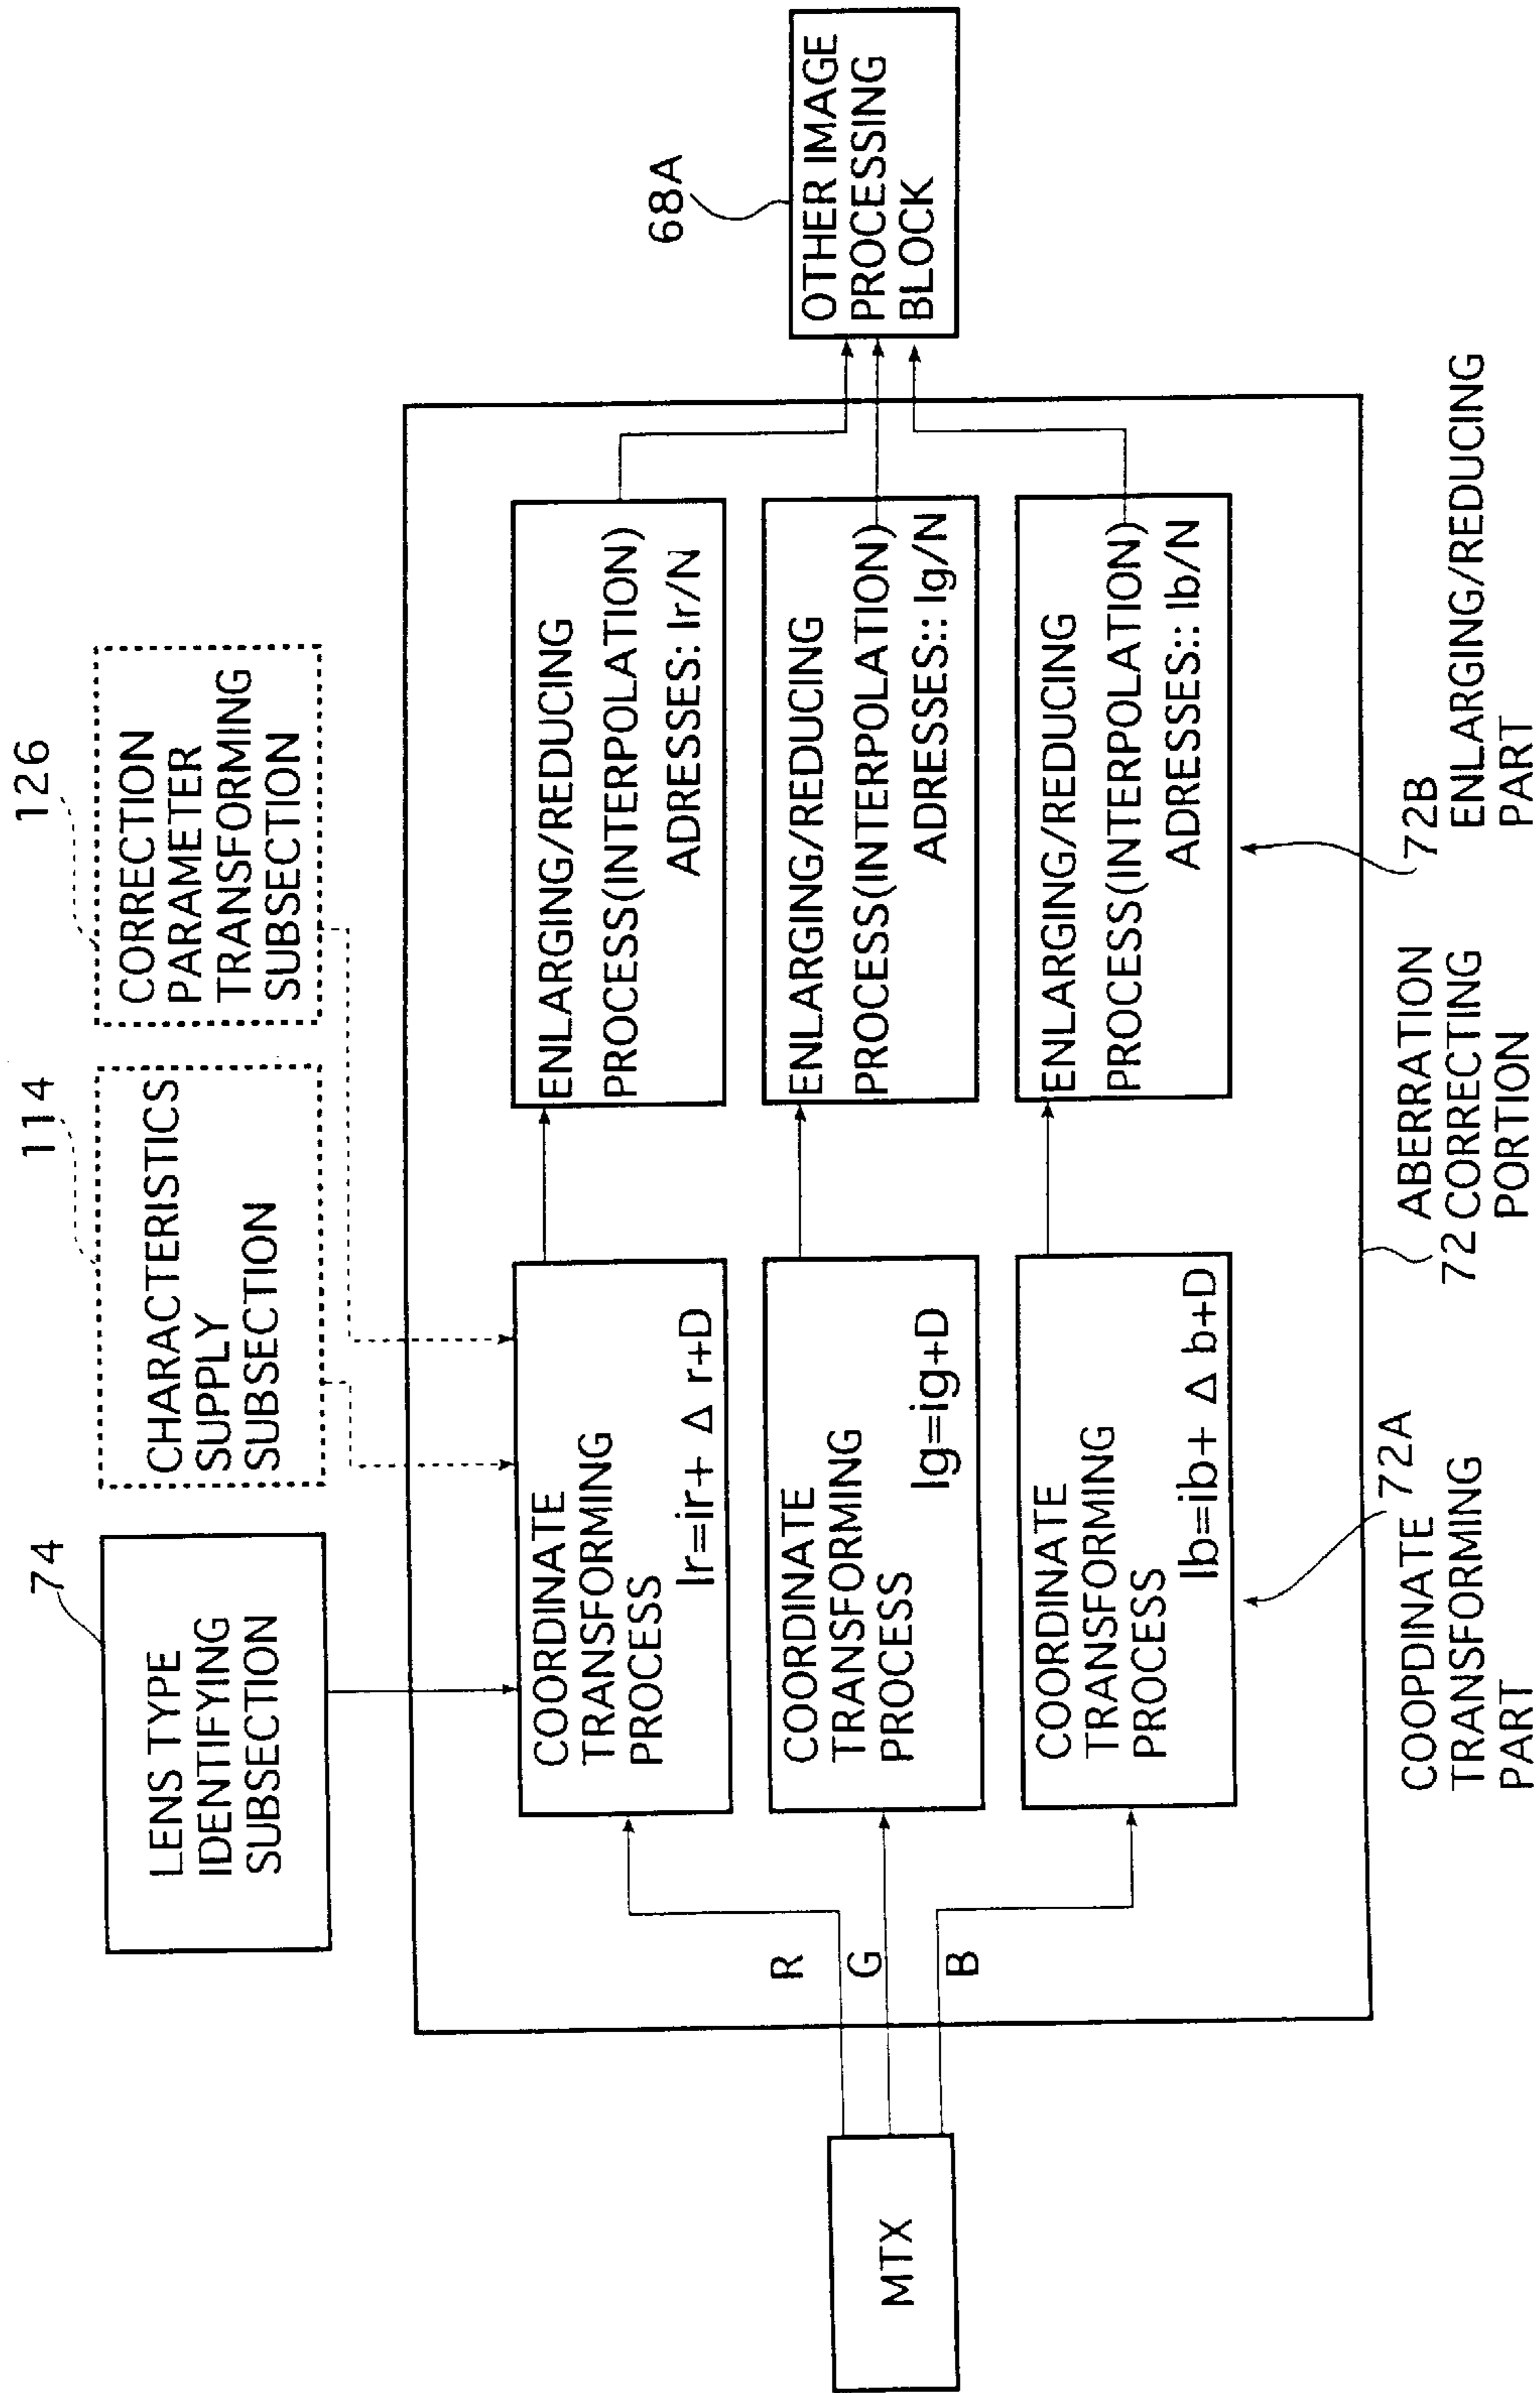 74
LENS TYPE
IDENTIFYING
SUBSECTION
114
CHARACTERISTICS
SUPPLY
SUBSECTION
126
CORRECTION
PARAMETER
TRANSFORMING
SUBSECTION
MTX
R
G
B
COORDINATE
TRANSFORMING
PROCESS
Ir=ir+ Δ r+D
COORDINATE
TRANSFORMING
PROCESS
Ig=ig+D
COORDINATE
TRANSFORMING
PROCESS
Ib=ib+ Δ b+D
ENLARGING/REDUCING
PROCESS(INTERPOLATION)
ADRESSES: Ir/N
ENLARGING/REDUCING
PROCESS(INTERPOLATION)
ADRESSES:: Ig/N
ENLARGING/REDUCING
PROCESS(INTERPOLATION)
ADRESSES:: Ib/N
68A
OTHER IMAGE
PROCESSING
BLOCK
72A
COOPDINATE
TRANSFORMING
PART
72
ABERRATION
CORRECTING
PORTION
72B
ENLARGING/REDUCING
PART